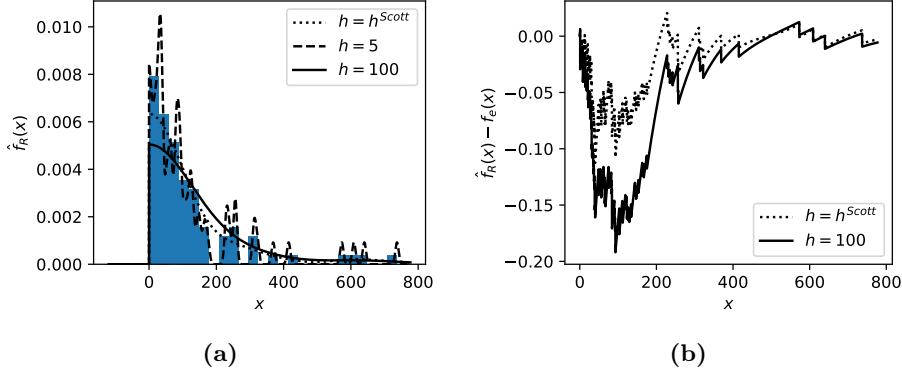 0.010
0.008
0.006
0.004
0.002
0.000
0
200
400
600
800
x
f̂_R(x)
h = h^Scott
h = 5
h = 100
(a)
0.00
−0.05
−0.10
−0.15
−0.20
0
200
400
600
800
x
f̂_R(x) − f_e(x)
h = h^Scott
h = 100
(b)